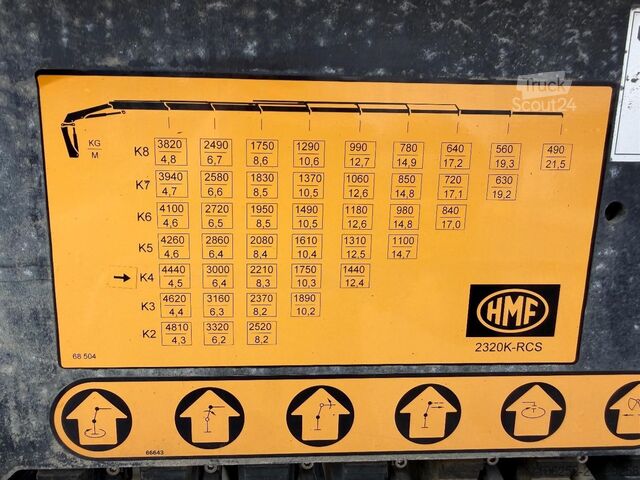 Truck
Scout24
KG
M
K8 3820 2490 1750 1290 990 780 640 560 490
4,8 6,7 8,6 10,6 12,7 14,9 17,2 19,3 21,5
K7 3940 2580 1830 1370 1060 850 720 630
4,7 6,6 8,5 10,5 12,6 14,8 17,1 19,2
K6 4100 2720 1950 1490 1180 980 840
4,6 6,5 8,5 10,5 12,6 14,8 17,0
K5 4260 2860 2080 1610 1310 1100
4,6 6,4 8,4 10,4 12,5 14,7
K4 4440 3000 2210 1750 1440
4,5 6,4 8,3 10,3 12,4
K3 4620 3160 2370 1890
4,4 6,3 8,2 10,2
K2 4810 3320 2520
4,3 6,2 8,2
HMF
2320K-RCS
68 504
66643